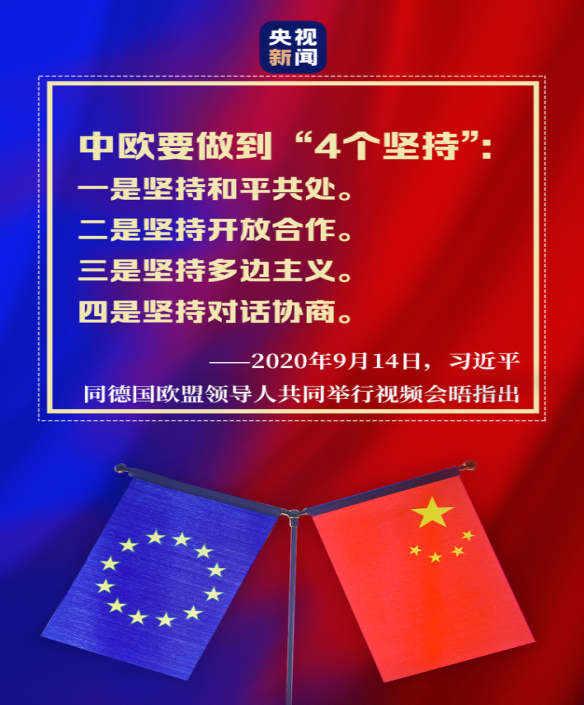 央视
新闻
中欧要做到“4个坚持”:
一是坚持和平共处。
二是坚持开放合作。
三是坚持多边主义。
四是坚持对话协商。
——2020年9月14日，习近平
同德国欧盟领导人共同举行视频会晤指出